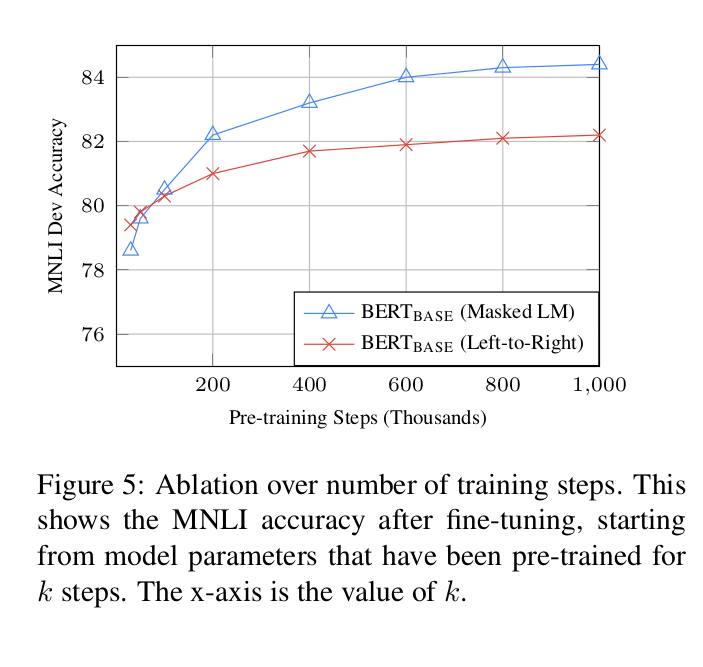 84
82
80
78
76
MNLI Dev Accuracy
BERTBASE (Masked LM)
BERTBASE (Left-to-Right)
200 400 600 800 1,000
Pre-training Steps (Thousands)
Figure 5: Ablation over number of training steps. This
shows the MNLI accuracy after fine-tuning, starting
from model parameters that have been pre-trained for
k steps. The x-axis is the value of k.